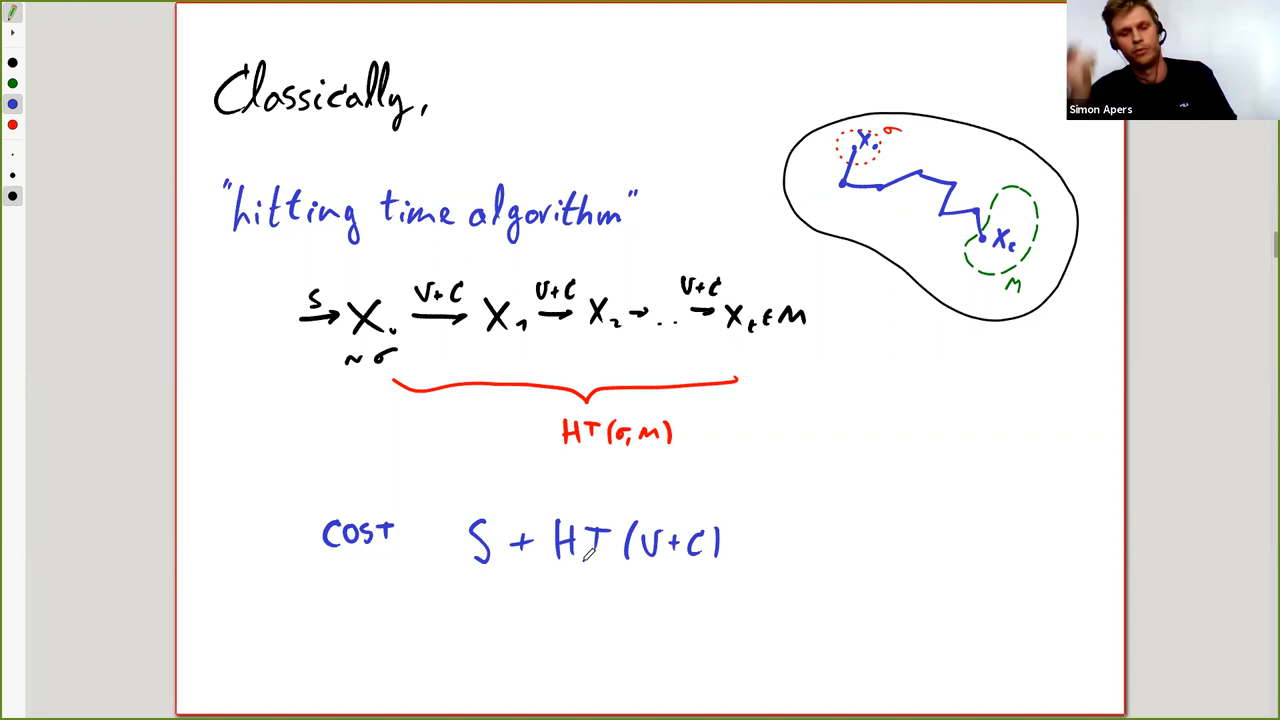 Classically,
Simon Apers
"hitting time algorithm"
X₀ σ
Xₜ
M
S U+C U+C U+C
→ X₀ → X₁ → X₂ → .. → Xₜ ∈ M
~ σ
HT(σ, M)
COST S + HT (U+C)